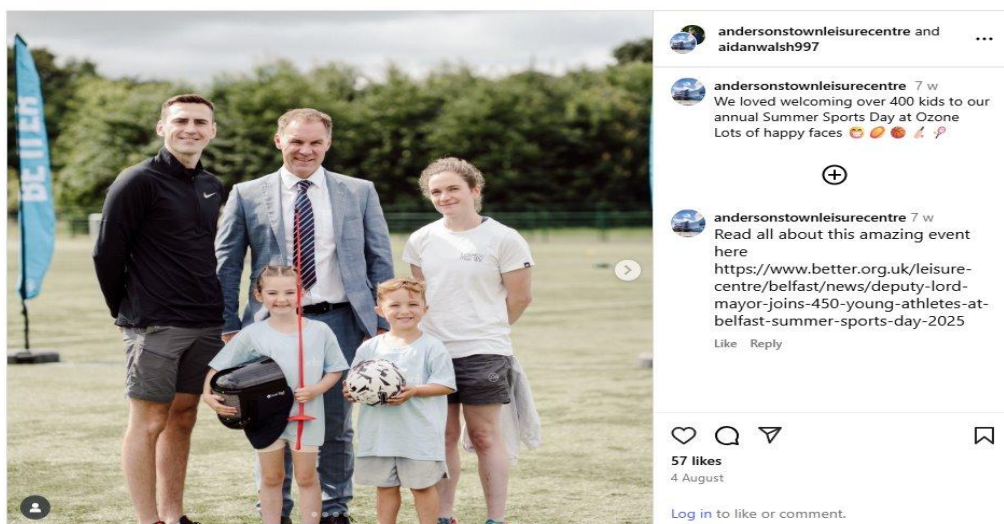 BETTER
andersonstownleisurecentre and
aidanwalsh997
andersonstownleisurecentre 7 w
We loved welcoming over 400 kids to our
annual Summer Sports Day at Ozone
Lots of happy faces 😁 🏉 🏀 🏑 🎾
andersonstownleisurecentre 7 w
Read all about this amazing event
here
https://www.better.org.uk/leisure-
centre/belfast/news/deputy-lord-
mayor-joins-450-young-athletes-at-
belfast-summer-sports-day-2025
Like Reply
57 likes
4 August
Log in to like or comment.